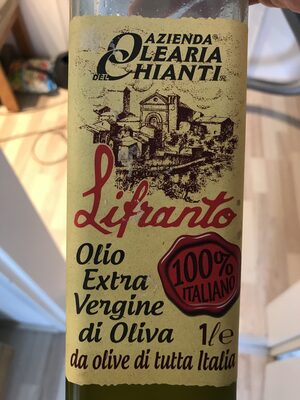 AZIENDA
OLEARIA
DEL CHIANTI
Lifranto®
Olio
Extra
Vergine
di Oliva
100%
ITALIANO
1le
da olive di tutta Italia